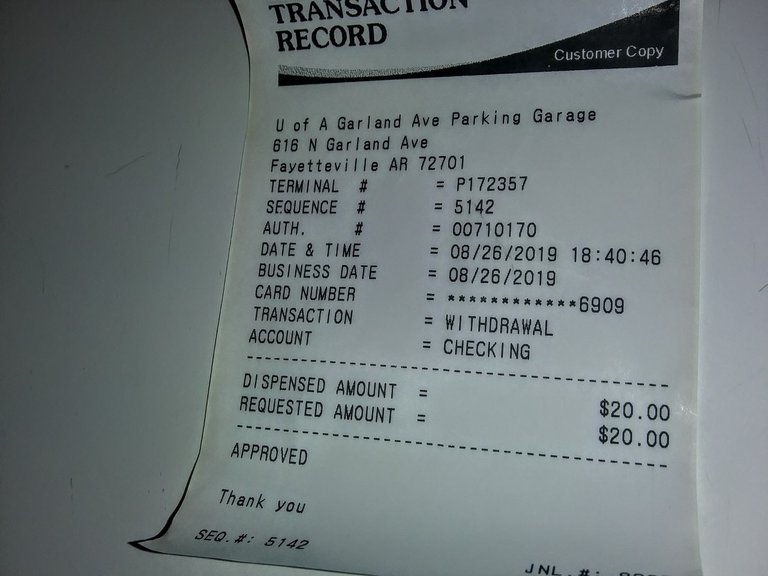 TRANSACTION
RECORD
Customer Copy
U of A Garland Ave Parking Garage
616 N Garland Ave
Fayetteville AR 72701
TERMINAL # = P172357
SEQUENCE # = 5142
AUTH. # = 00710170
DATE & TIME = 08/26/2019 18:40:46
BUSINESS DATE = 08/26/2019
CARD NUMBER = ************6909
TRANSACTION = WITHDRAWAL
ACCOUNT = CHECKING
DISPENSED AMOUNT = $20.00
REQUESTED AMOUNT = $20.00
APPROVED
Thank you
SEQ.#: 5142
JNL.#: